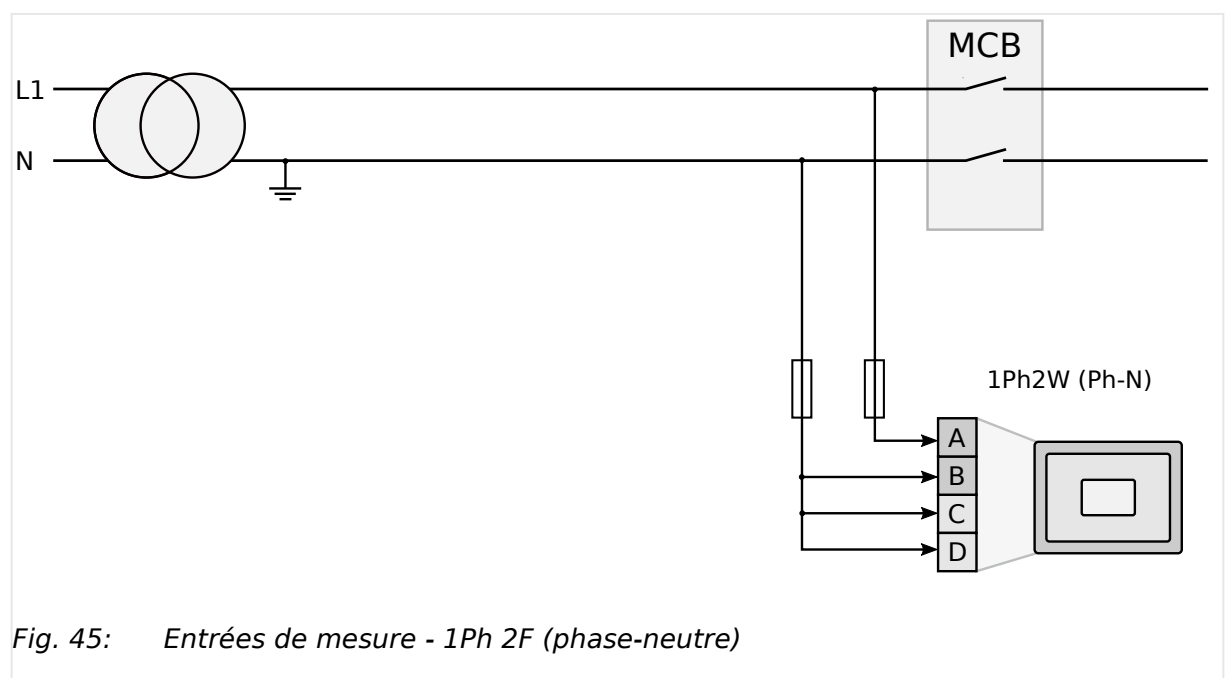 MCB
L1
N
1Ph2W (Ph-N)
A
B
C
D
Fig. 45: Entrées de mesure - 1Ph 2F (phase-neutre)